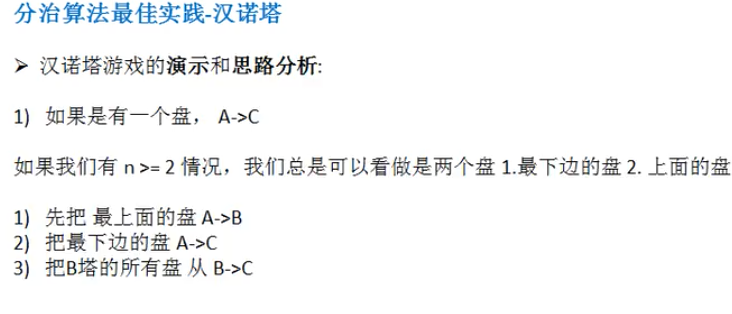 分治算法最佳实践-汉诺塔
➢ 汉诺塔游戏的演示和思路分析:
1) 如果是有一个盘， A->C
如果我们有 n >= 2 情况，我们总是可以看做是两个盘 1.最下边的盘 2. 上面的盘
1) 先把 最上面的盘 A->B
2) 把最下边的盘 A->C
3) 把B塔的所有盘 从 B->C